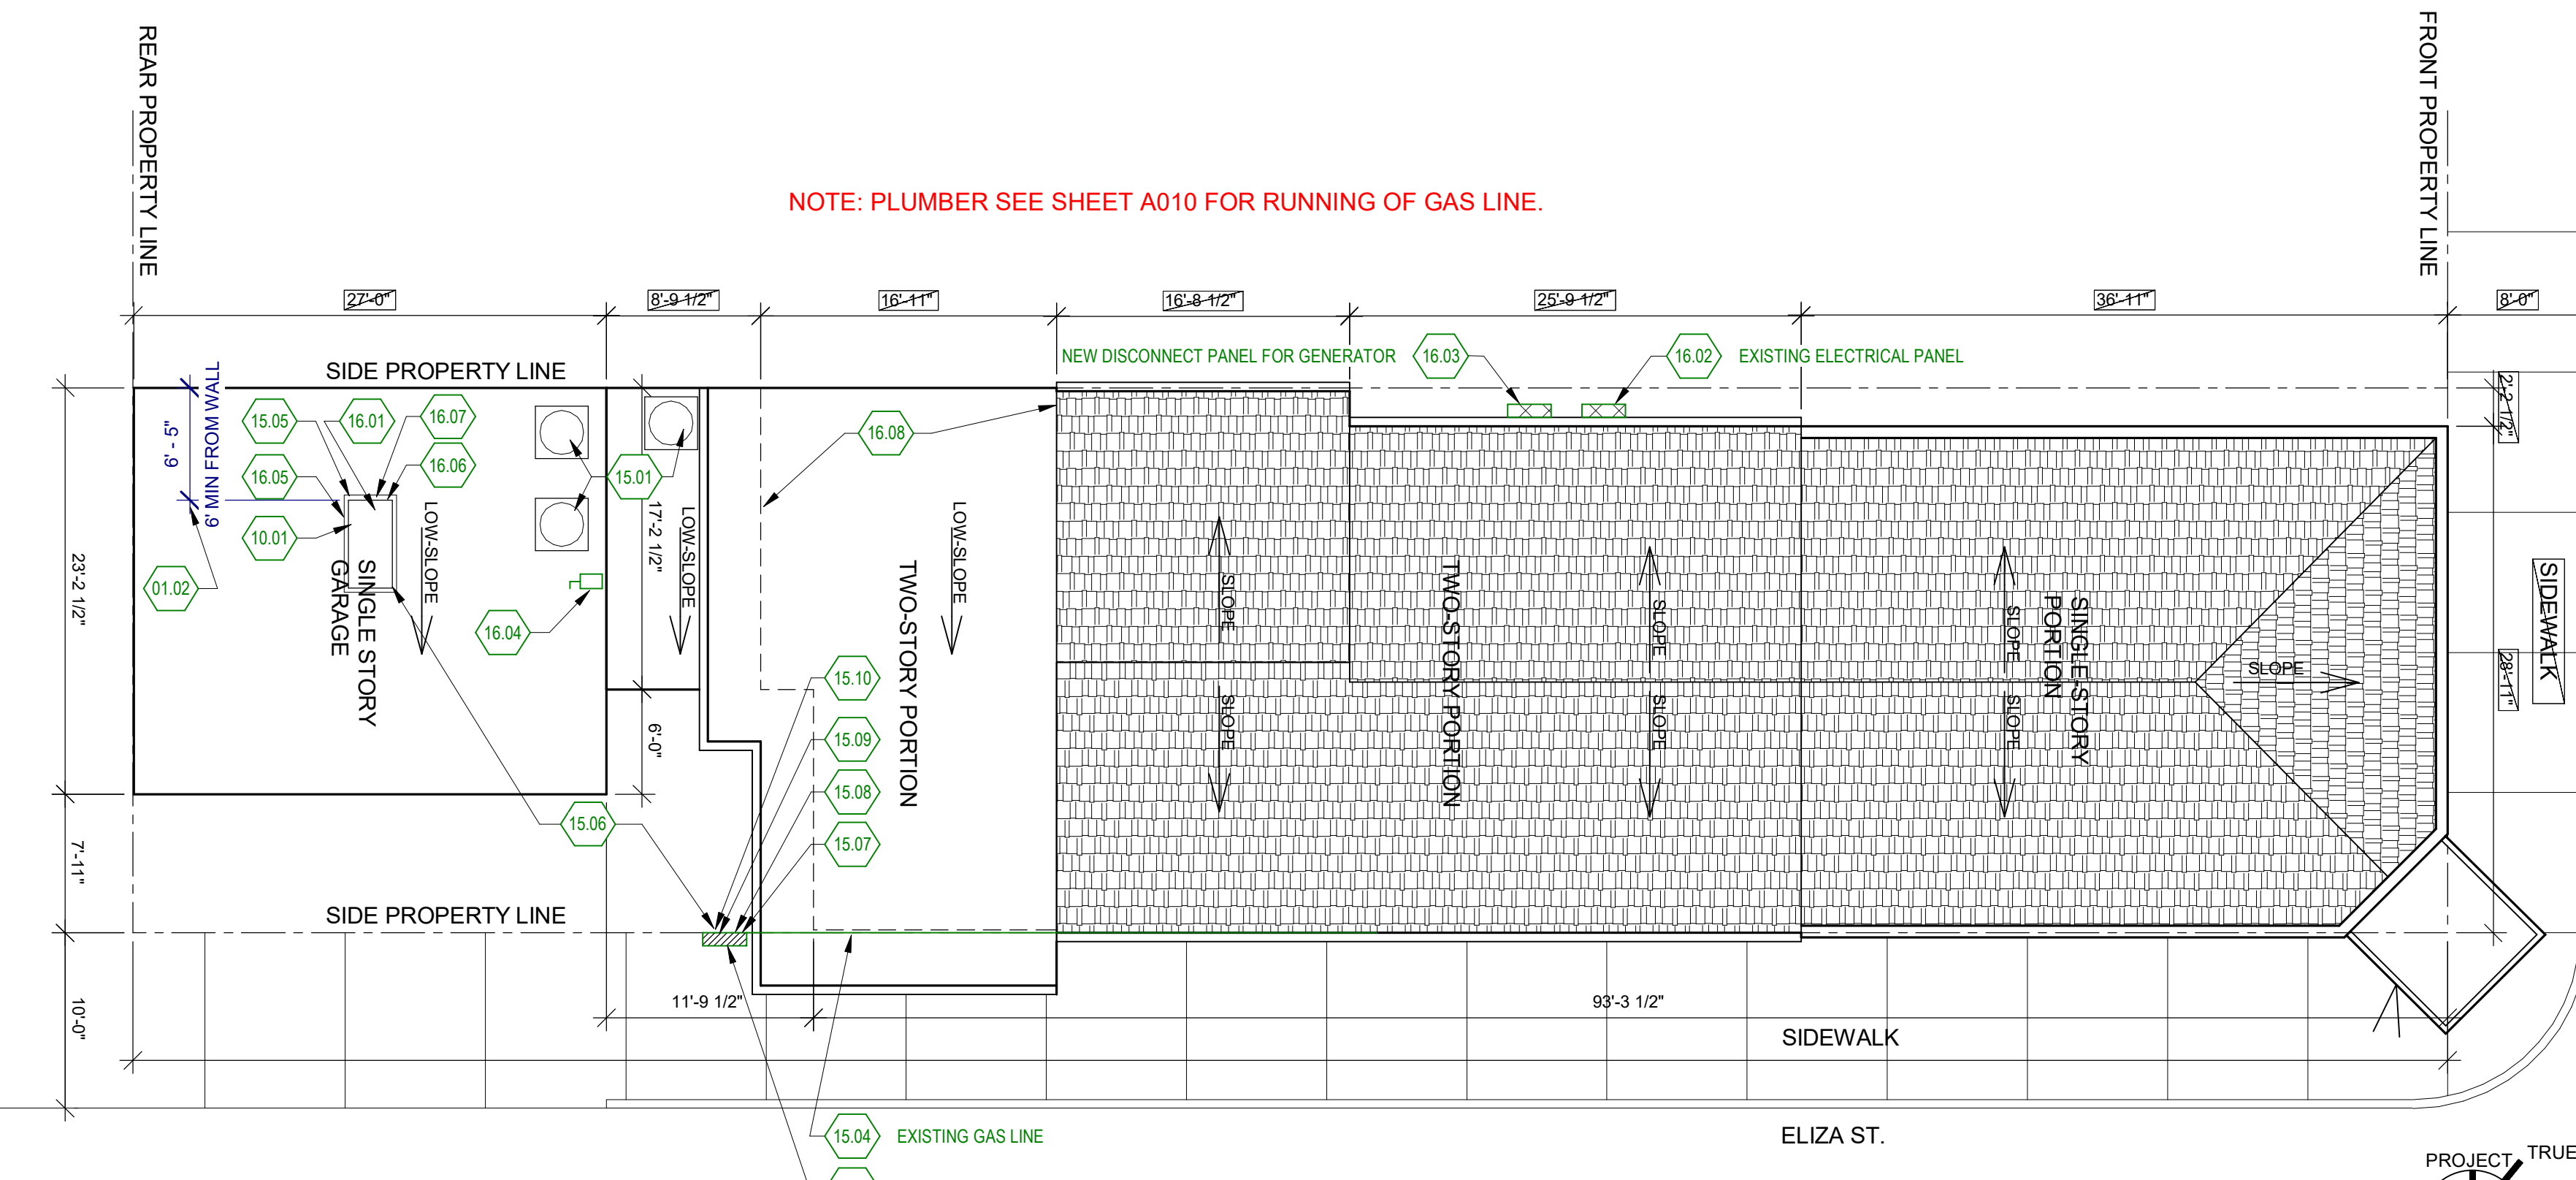 REAR PROPERTY LINE
FRONT PROPERTY LINE
NOTE: PLUMBER SEE SHEET A010 FOR RUNNING OF GAS LINE.
27'-0"
8'-9 1/2"
16'-11"
16'-8 1/2"
25'-9 1/2"
36'-11"
8'-0"
SIDE PROPERTY LINE
NEW DISCONNECT PANEL FOR GENERATOR
16.03
16.02
EXISTING ELECTRICAL PANEL
2'-2 1/2"
6' - 5"
6' MIN FROM WALL
15.05
16.01
16.07
16.05
16.06
10.01
01.02
16.04
15.01
16.08
LOW-SLOPE
17'-2 1/2"
LOW-SLOPE
LOW-SLOPE
23'-2 1/2"
SINGLE STORY
GARAGE
TWO-STORY PORTION
SLOPE
SLOPE
TWO-STORY PORTION
SLOPE
SLOPE
SLOPE
SLOPE
SINGLE-STORY
PORTION
SLOPE
SIDEWALK
28'-11"
15.10
15.09
15.08
15.07
6'-0"
15.06
7'-11"
SIDE PROPERTY LINE
10'-0"
11'-9 1/2"
93'-3 1/2"
SIDEWALK
15.04
EXISTING GAS LINE
ELIZA ST.
PROJECT
TRUE